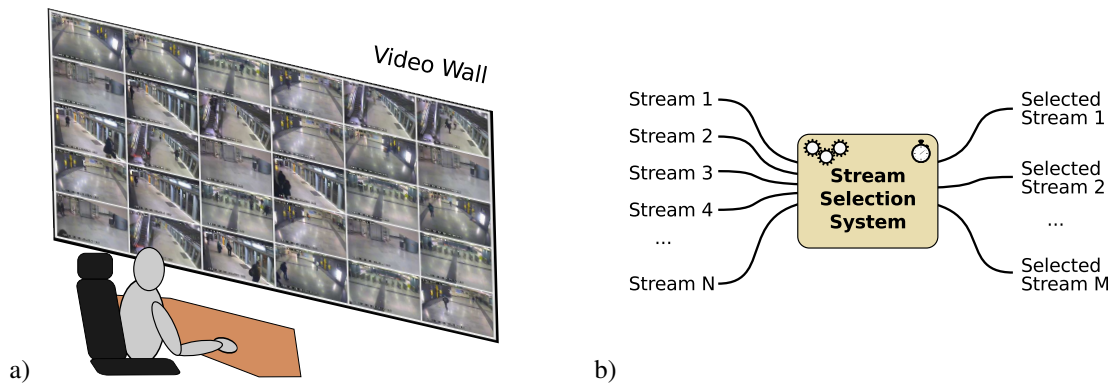 Video Wall
a)
Stream 1
Stream 2
Stream 3
Stream 4
...
Stream N
Stream
Selection
System
Selected
Stream 1
Selected
Stream 2
...
Selected
Stream M
b)